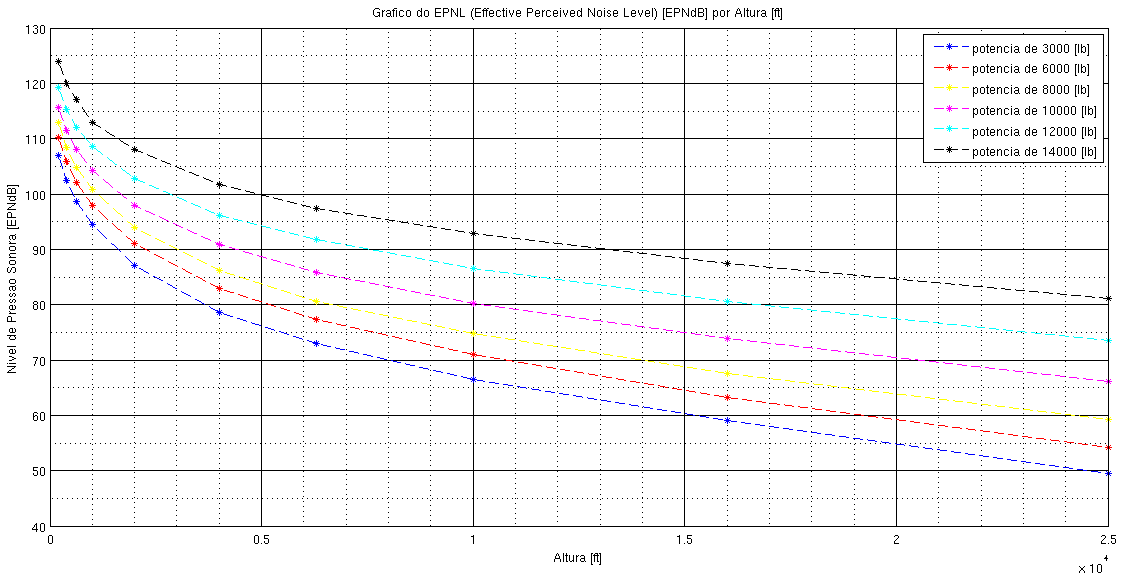 Grafico do EPNL (Effective Perceived Noise Level) [EPNdB] por Altura [ft]
130
120
110
100
90
80
70
60
50
40
Nivel de Pressao Sonora [EPNdB]
potencia de 3000 [lb]
potencia de 6000 [lb]
potencia de 8000 [lb]
potencia de 10000 [lb]
potencia de 12000 [lb]
potencia de 14000 [lb]
0 0.5 1 1.5 2 2.5
Altura [ft]
x 10⁴